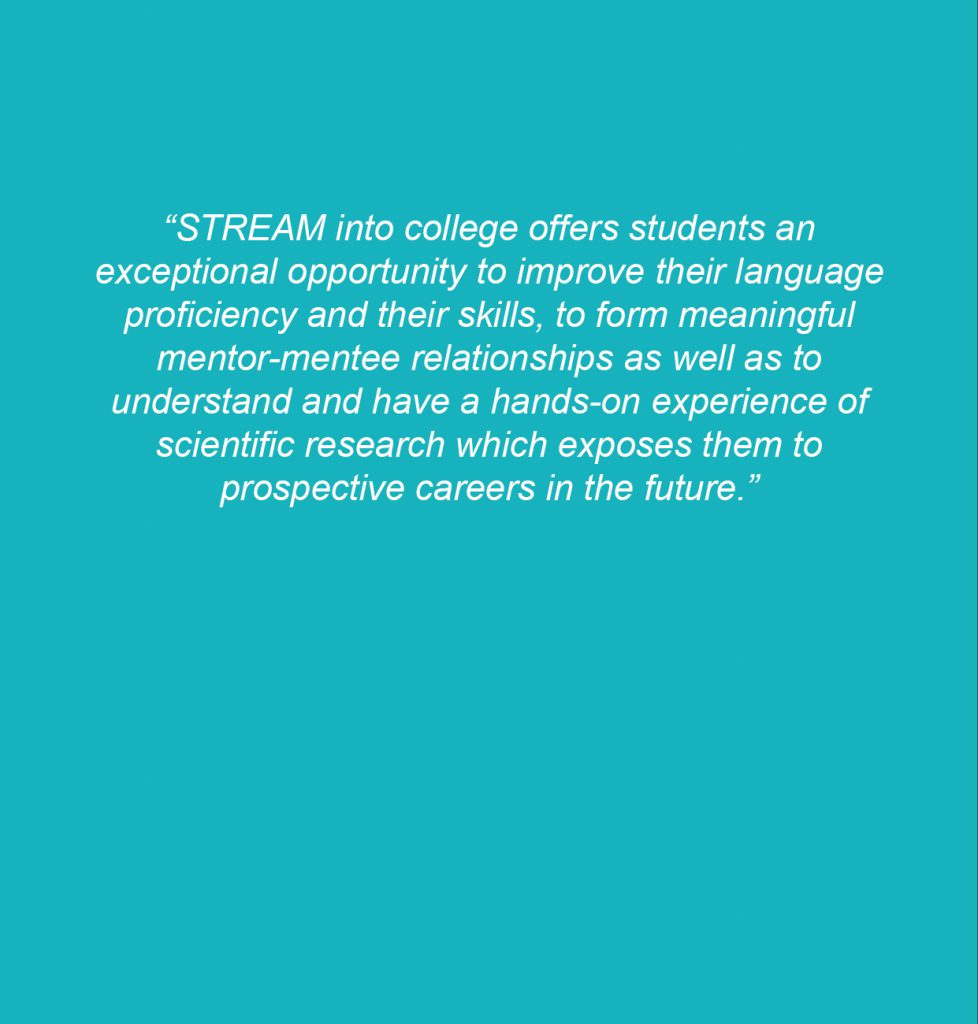 “STREAM into college offers students an
exceptional opportunity to improve their language
proficiency and their skills, to form meaningful
mentor-mentee relationships as well as to
understand and have a hands-on experience of
scientific research which exposes them to
prospective careers in the future.”